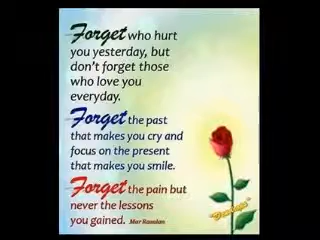 Forget who hurt
you yesterday, but
don't forget those
who love you
everyday.
Forget the past
that makes you cry and
focus on the present
that makes you smile.
Forget the pain but
never the lessons
you gained. Mar Razalan